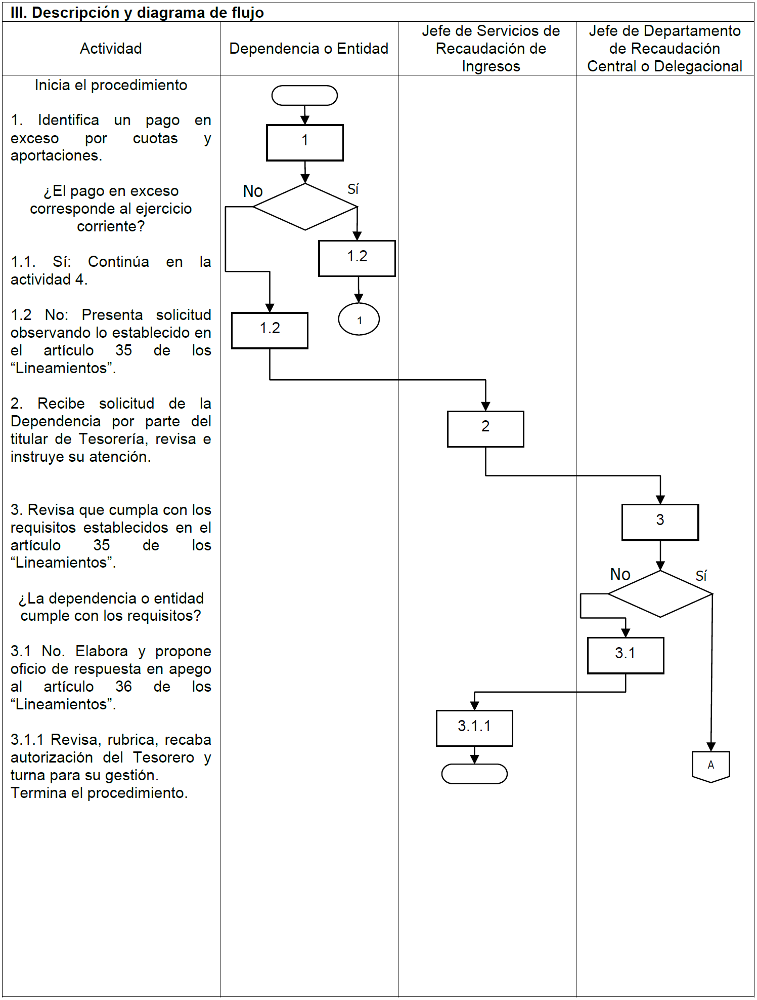 III. Descripción y diagrama de flujo
Actividad
Dependencia o Entidad
Jefe de Servicios de
Recaudación de
Ingresos
Jefe de Departamento
de Recaudación
Central o Delegacional
Inicia el procedimiento
1. Identifica un pago en
exceso por cuotas y
aportaciones.
¿El pago en exceso
corresponde al ejercicio
corriente?
1.1. Sí: Continúa en la
actividad 4.
1.2 No: Presenta solicitud
observando lo establecido en
el artículo 35 de los
“Lineamientos”.
2. Recibe solicitud de la
Dependencia por parte del
titular de Tesorería, revisa e
instruye su atención.
3. Revisa que cumpla con los
requisitos establecidos en el
artículo 35 de los
“Lineamientos”.
¿La dependencia o entidad
cumple con los requisitos?
3.1 No. Elabora y propone
oficio de respuesta en apego
al artículo 36 de los
“Lineamientos”.
3.1.1 Revisa, rubrica, recaba
autorización del Tesorero y
turna para su gestión.
Termina el procedimiento.
1
No
Sí
1.2
1
1.2
2
3
No
Sí
3.1
3.1.1
A